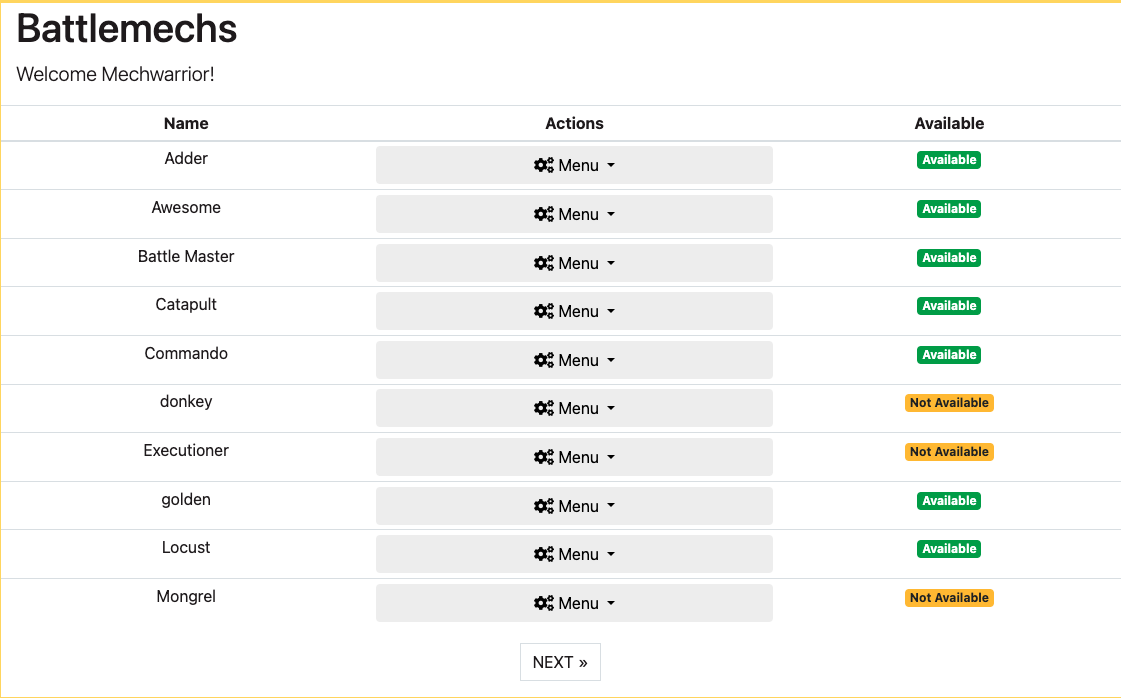 Battlemechs
Welcome Mechwarrior!
Name Actions Available
Adder Menu Available
Awesome Menu Available
Battle Master Menu Available
Catapult Menu Available
Commando Menu Available
donkey Menu Not Available
Executioner Menu Not Available
golden Menu Available
Locust Menu Available
Mongrel Menu Not Available
NEXT »